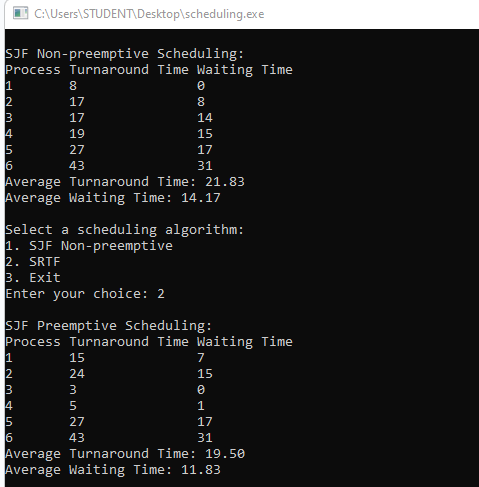 C:\Users\STUDENT\Desktop\scheduling.exe
SJF Non-preemptive Scheduling:
Process Turnaround Time Waiting Time
1       8               0
2       17              8
3       17              14
4       19              15
5       27              17
6       43              31
Average Turnaround Time: 21.83
Average Waiting Time: 14.17
Select a scheduling algorithm:
1. SJF Non-preemptive
2. SRTF
3. Exit
Enter your choice: 2
SJF Preemptive Scheduling:
Process Turnaround Time Waiting Time
1       15              7
2       24              15
3       3               0
4       5               1
5       27              17
6       43              31
Average Turnaround Time: 19.50
Average Waiting Time: 11.83